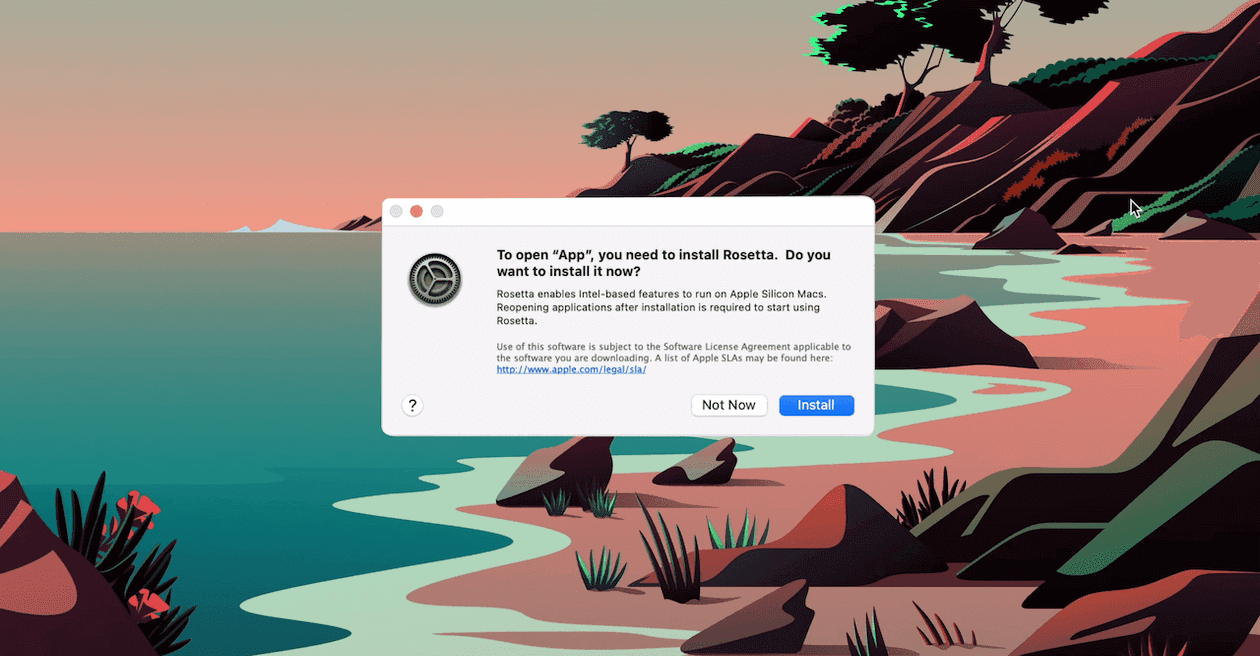 To open “App”, you need to install Rosetta.  Do you
want to install it now?
Rosetta enables Intel-based features to run on Apple Silicon Macs.
Reopening applications after installation is required to start using
Rosetta.
Use of this software is subject to the Software License Agreement applicable to
the software you are downloading. A list of Apple SLAs may be found here:
http://www.apple.com/legal/sla/
?
Not Now
Install